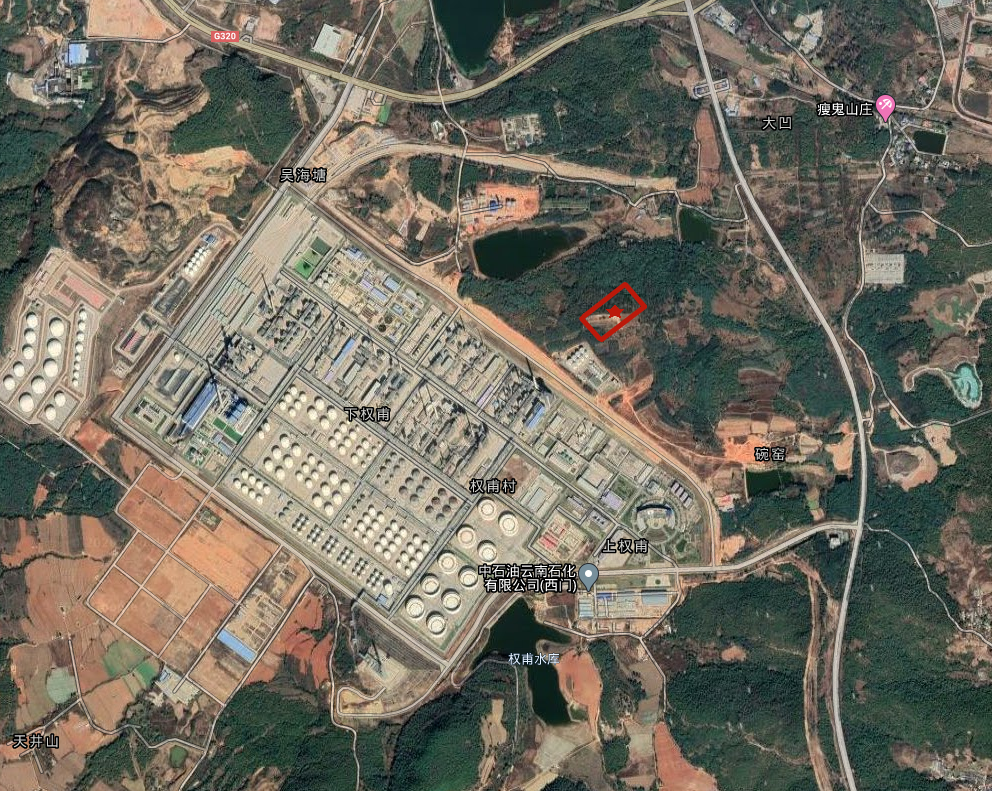 G320
瘦鬼山庄
大凹
吴海塘
下权甫
碗窑
权甫村
上权甫
中石油云南石化
有限公司(西门)
权甫水库
天井山